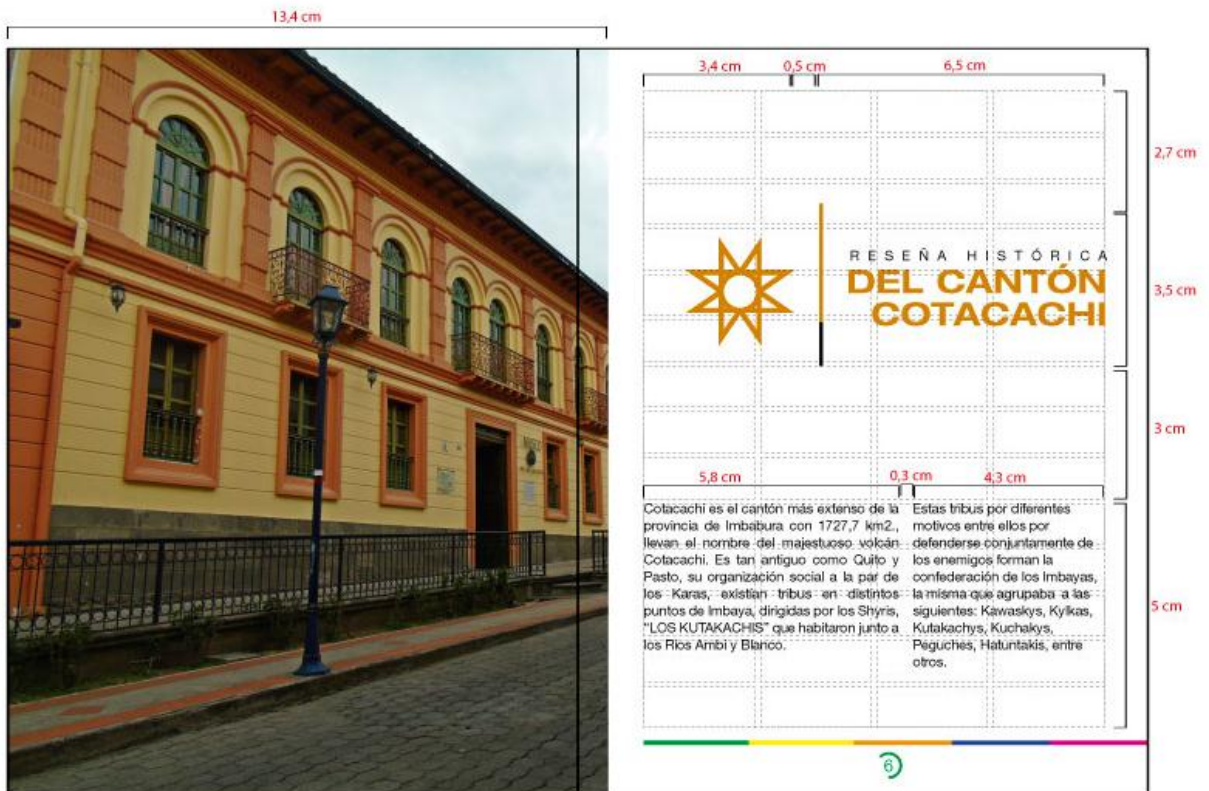 13,4 cm
3,4 cm
0,5 cm
6,5 cm
2,7 cm
RESEÑA HISTÓRICA
DEL CANTÓN
COTACACHI
3,5 cm
3 cm
5,8 cm
0,3 cm
4,3 cm
Cotacachi es el cantón más extenso de la
provincia de Imbabura con 1727,7 km2.,
llevan el nombre del majestuoso volcán
Cotacachi. Es tan antiguo como Quito y
Pasto, su organización social a la par de
los Karas, existían tribus en distintos
puntos de Imbaya, dirigidas por los Shyris,
"LOS KUTAKACHIS" que habitaron junto a
los Ríos Ambi y Blanco.
Estas tribus por diferentes
motivos entre ellos por
defenderse conjuntamente de
los enemigos forman la
confederación de los Imbayas,
la misma que agrupaba a las
siguientes: Kawaskys, Kylkas,
Kutakachys, Kuchakys,
Peguches, Hatuntakis, entre
otros.
5 cm
6